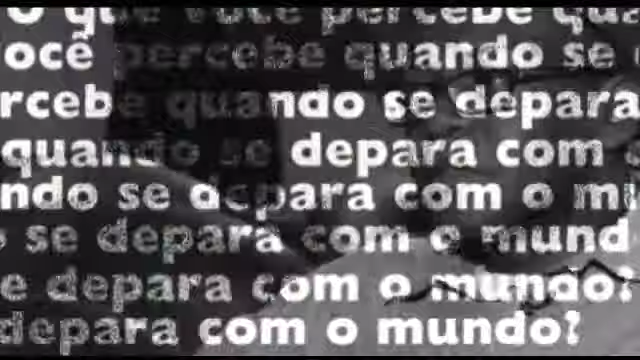 o que você percebe qua
você percebe quando se
rcebe quando se depara
quando se depara com
ndo se depara com o mu
se depara com o mund
e depara com o mundo?
depara com o mundo?